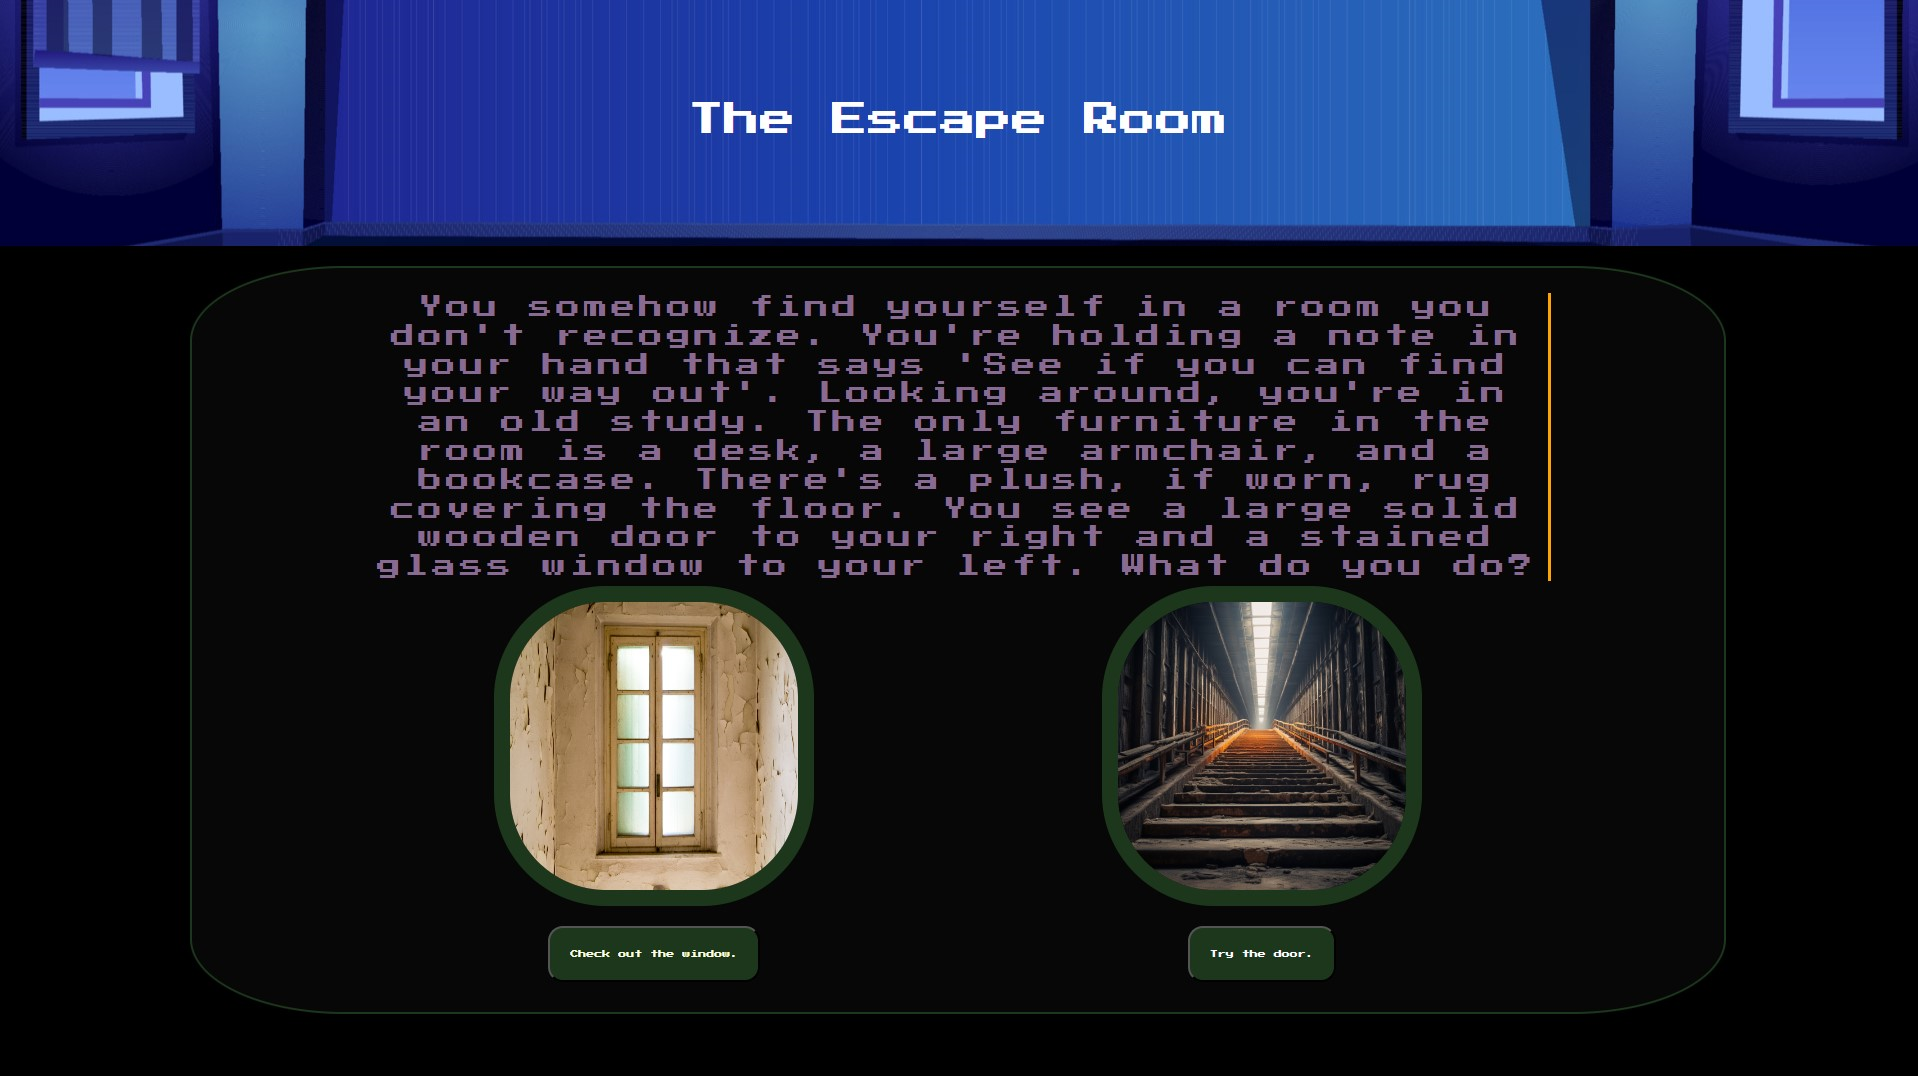 The Escape Room
You somehow find yourself in a room you
don't recognize. You're holding a note in
your hand that says 'See if you can find
your way out'. Looking around, you're in
an old study. The only furniture in the
room is a desk, a large armchair, and a
bookcase. There's a plush, if worn, rug
covering the floor. You see a large solid
wooden door to your right and a stained
glass window to your left. What do you do?
Check out the window.
Try the door.